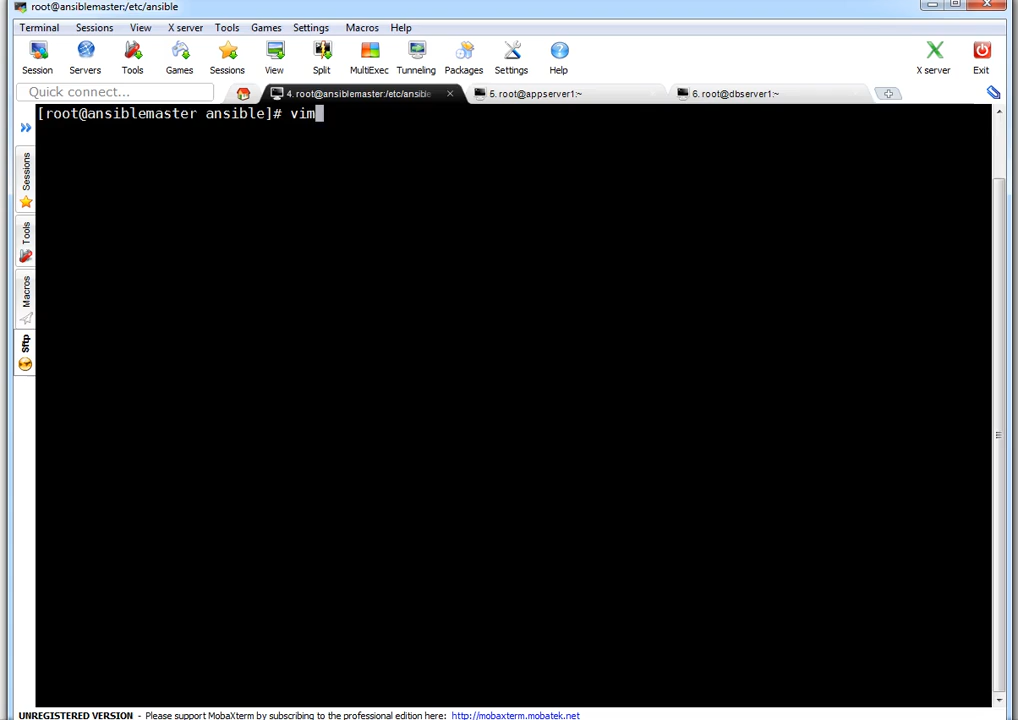 root@ansiblemaster:/etc/ansible
Terminal Sessions View X server Tools Games Settings Macros Help
Session Servers Tools Games Sessions View Split MultiExec Tunneling Packages Settings Help X server Exit
Quick connect... 4. root@ansiblemaster:/etc/ansible 5. root@appserver1:~ 6. root@dbserver1:~
[root@ansiblemaster ansible]# vim
Sessions
Tools
Macros
Sftp
UNREGISTERED VERSION - Please support MobaXterm by subscribing to the professional edition here: http://mobaxterm.mobatek.net